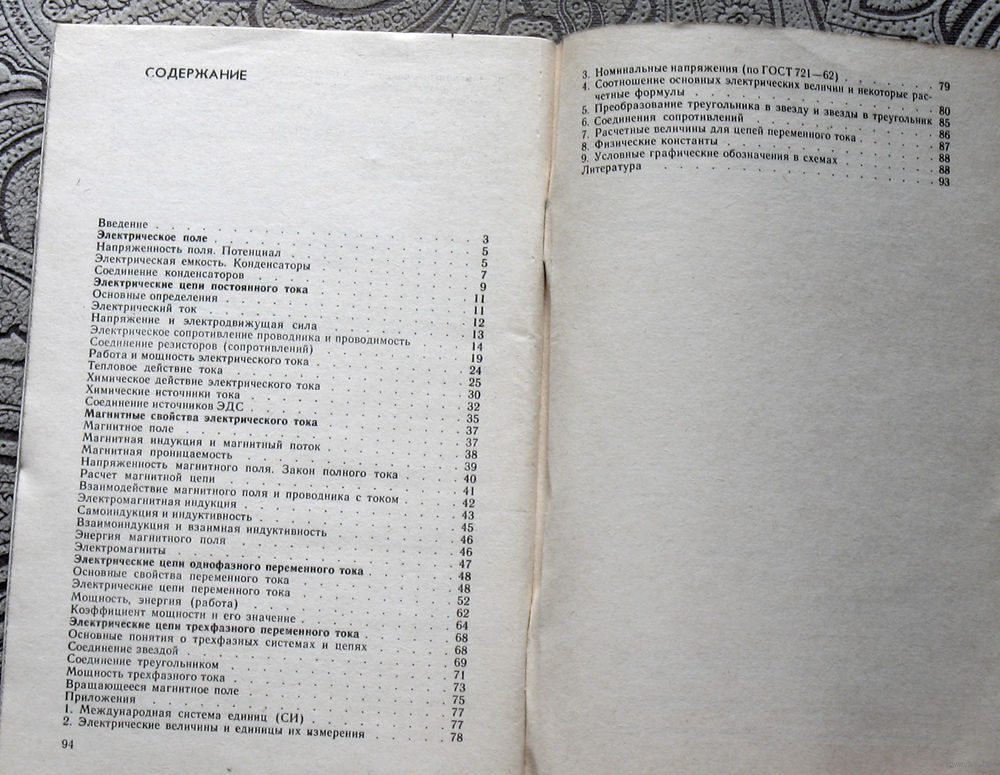 СОДЕРЖАНИЕ
Введение . . . 3
Электрическое поле . . . 5
Напряженность поля. Потенциал . . . 5
Электрическая емкость. Конденсаторы . . . 7
Соединение конденсаторов . . . 9
Электрические цепи постоянного тока . . . 11
Основные определения . . . 11
Электрический ток . . . 12
Напряжение и электродвижущая сила . . . 13
Электрическое сопротивление проводника и проводимость . . . 14
Соединение резисторов (сопротивлений) . . . 19
Работа и мощность электрического тока . . . 24
Тепловое действие тока . . . 25
Химическое действие электрического тока . . . 30
Химические источники тока . . . 32
Соединение источников ЭДС . . . 35
Магнитные свойства электрического тока . . . 37
Магнитное поле . . . 37
Магнитная индукция и магнитный поток . . . 38
Магнитная проницаемость . . . 39
Напряженность магнитного поля. Закон полного тока . . . 40
Расчет магнитной цепи . . . 41
Взаимодействие магнитного поля и проводника с током . . . 42
Электромагнитная индукция . . . 43
Самоиндукция и индуктивность . . . 45
Взаимоиндукция и взаимная индуктивность . . . 46
Энергия магнитного поля . . . 46
Электромагниты . . . 47
Электрические цепи однофазного переменного тока . . . 48
Основные свойства переменного тока . . . 48
Электрические цепи переменного тока . . . 52
Мощность, энергия (работа) . . . 62
Коэффициент мощности и его значение . . . 64
Электрические цепи трехфазного переменного тока . . . 68
Основные понятия о трехфазных системах и цепях . . . 68
Соединение звездой . . . 69
Соединение треугольником . . . 71
Мощность трехфазного тока . . . 73
Вращающееся магнитное поле . . . 75
Приложения . . . 77
1. Международная система единиц (СИ) . . . 77
2. Электрические величины и единицы их измерения . . . 78
94
3. Номинальные напряжения (по ГОСТ 721—62) . . . 79
4. Соотношение основных электрических величин и некоторые рас-
четные формулы . . . 80
5. Преобразование треугольника в звезду и звезды в треугольник 85
6. Соединения сопротивлений . . . 86
7. Расчетные величины для цепей переменного тока . . . 87
8. Физические константы . . . 88
9. Условные графические обозначения в схемах . . . 88
Литература . . . 93